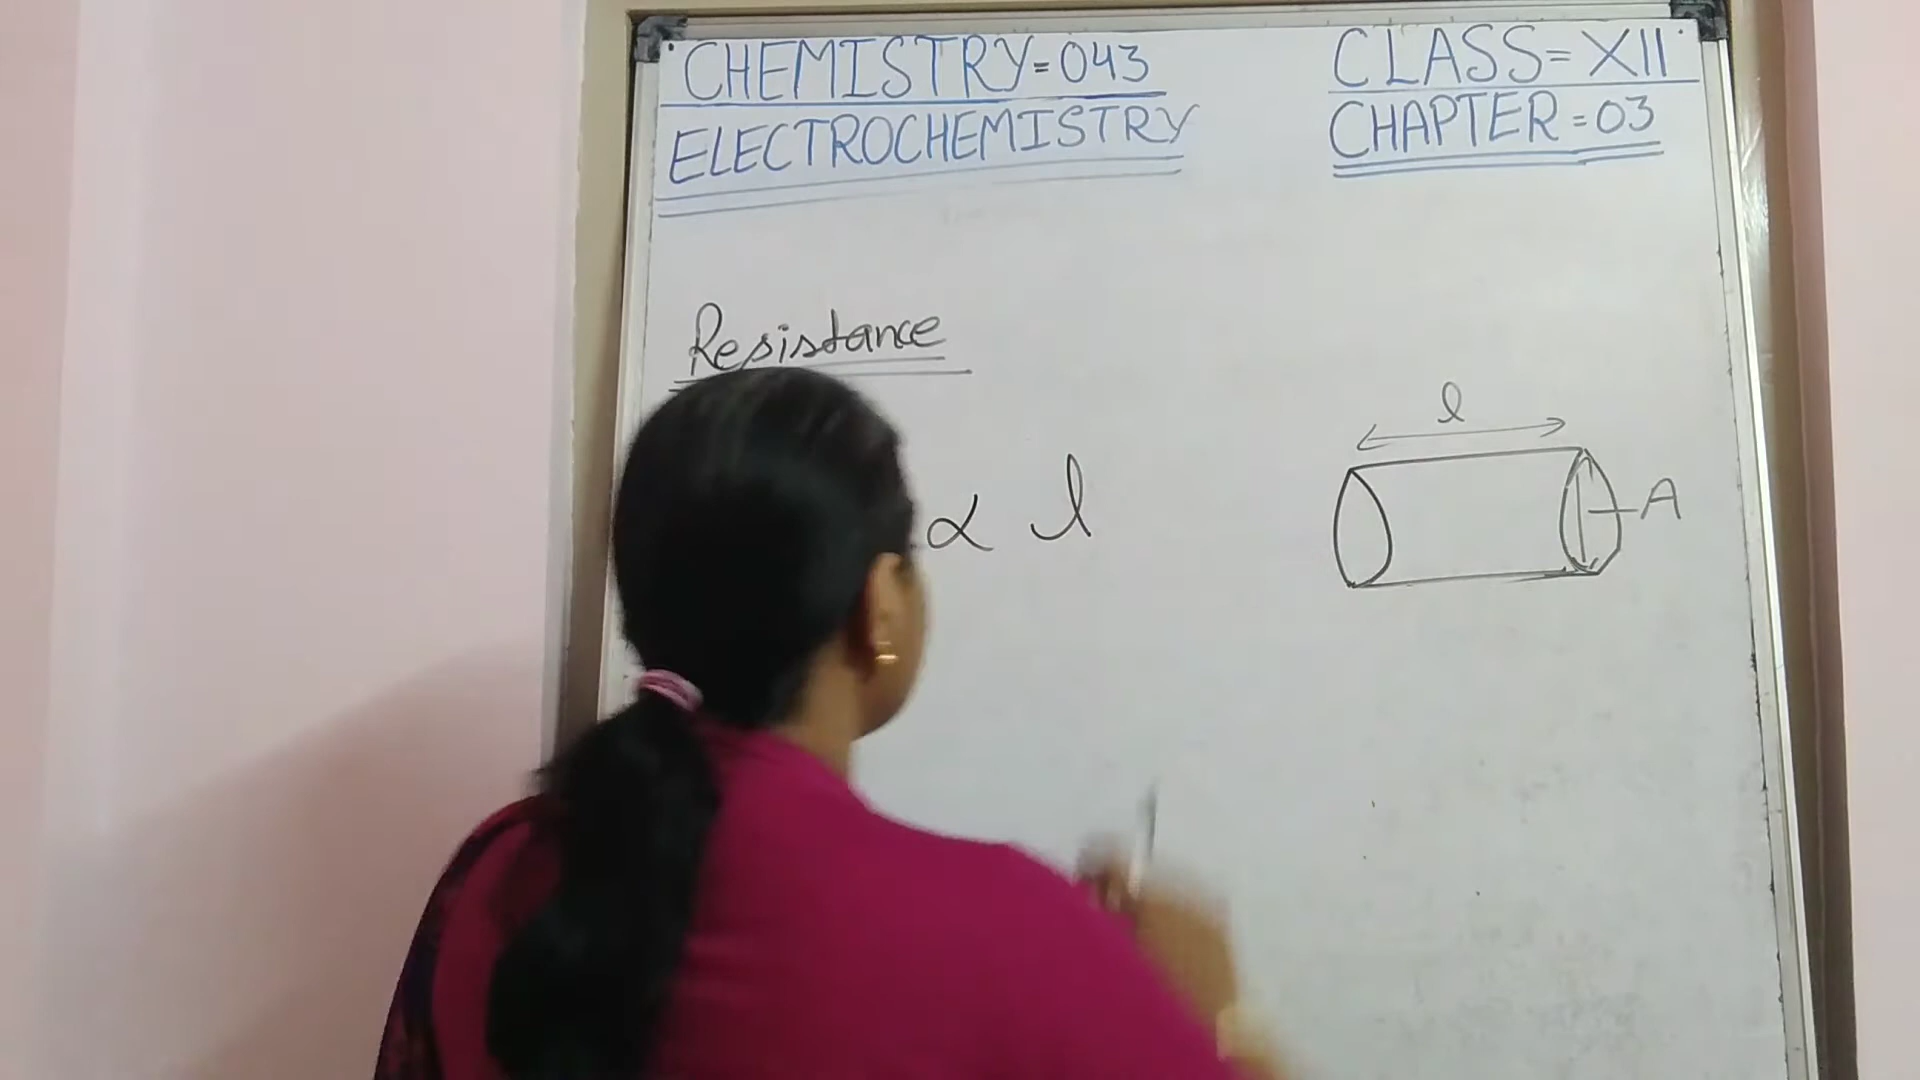 CHEMISTRY=043
ELECTROCHEMISTRY
CLASS=XII
CHAPTER=03
Resistance
∝ l
l
A